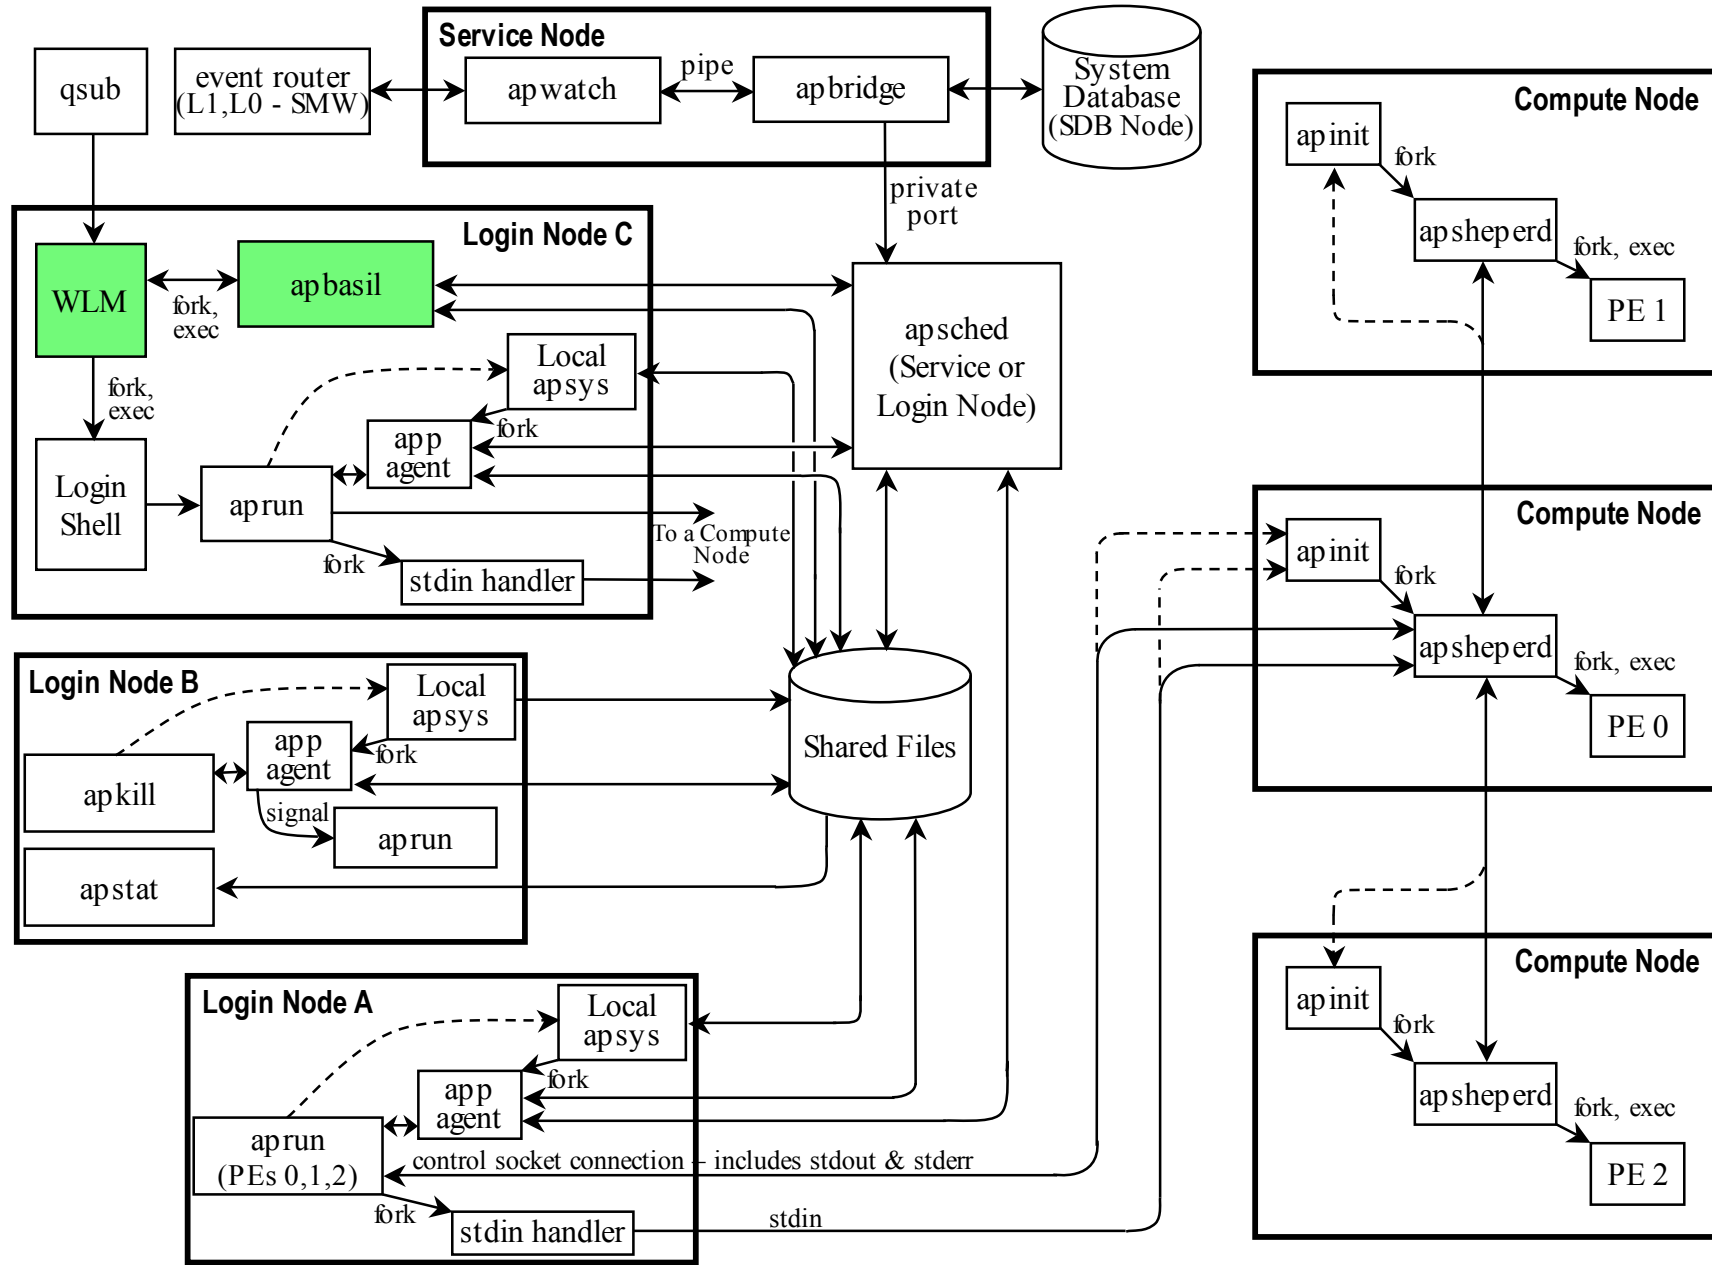 Service Node
qsub
event router
(L1,L0 - SMW)
apwatch
pipe
apbridge
System
Database
(SDB Node)
private
port
Login Node C
WLM
fork,
exec
apbasil
apsched
(Service or
Login Node)
Local
apsys
fork
app
agent
fork,
exec
Login
Shell
aprun
fork
stdin handler
To a Compute
Node
Login Node B
Local
apsys
fork
app
agent
apkill
signal
aprun
apstat
Shared Files
Login Node A
Local
apsys
fork
app
agent
aprun
(PEs 0,1,2)
control socket connection – includes stdout & stderr
fork
stdin handler
stdin
Compute Node
apinit
fork
apsheperd
fork, exec
PE 1
Compute Node
apinit
fork
apsheperd
fork, exec
PE 0
Compute Node
apinit
fork
apsheperd
fork, exec
PE 2